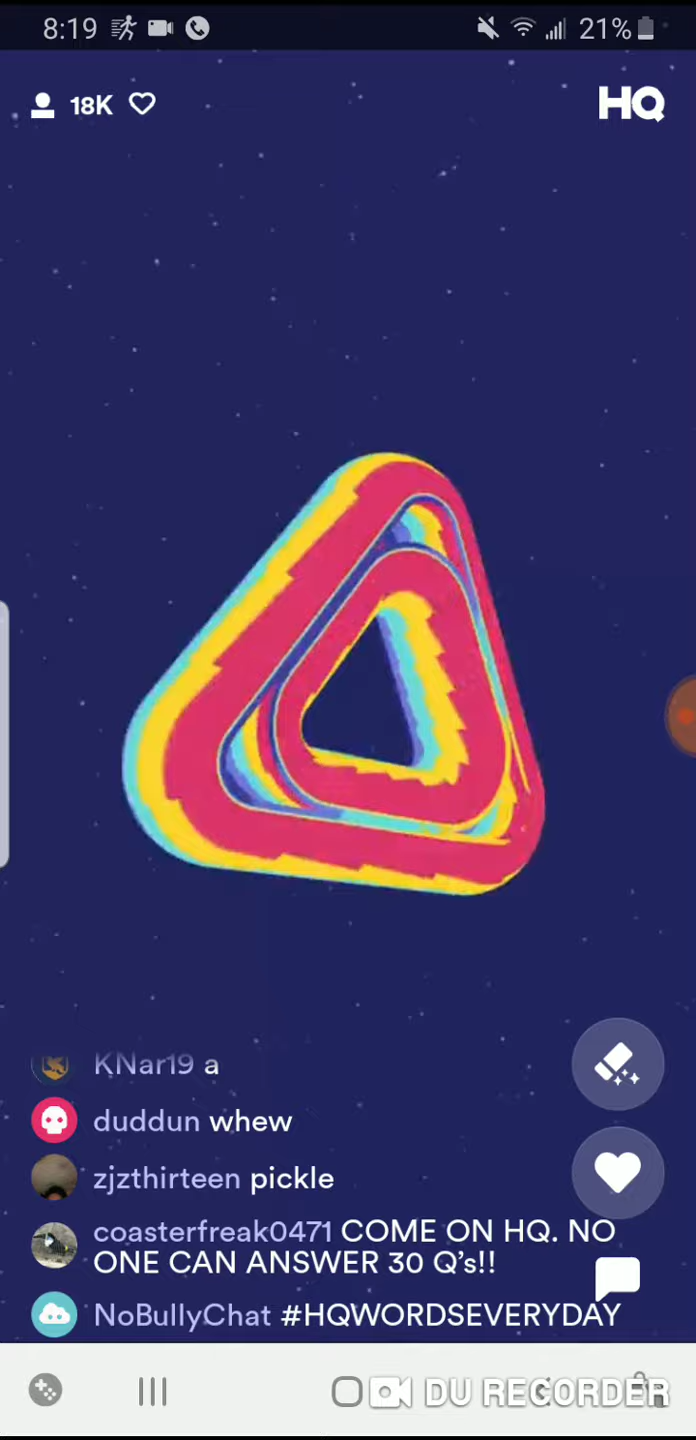 8:19 21%
18K HQ
KNar19 a
duddun whew
zjzthirteen pickle
coasterfreak0471 COME ON HQ. NO
ONE CAN ANSWER 30 Q's!!
NoBullyChat #HQWORDSEVERYDAY
DU RECORDER